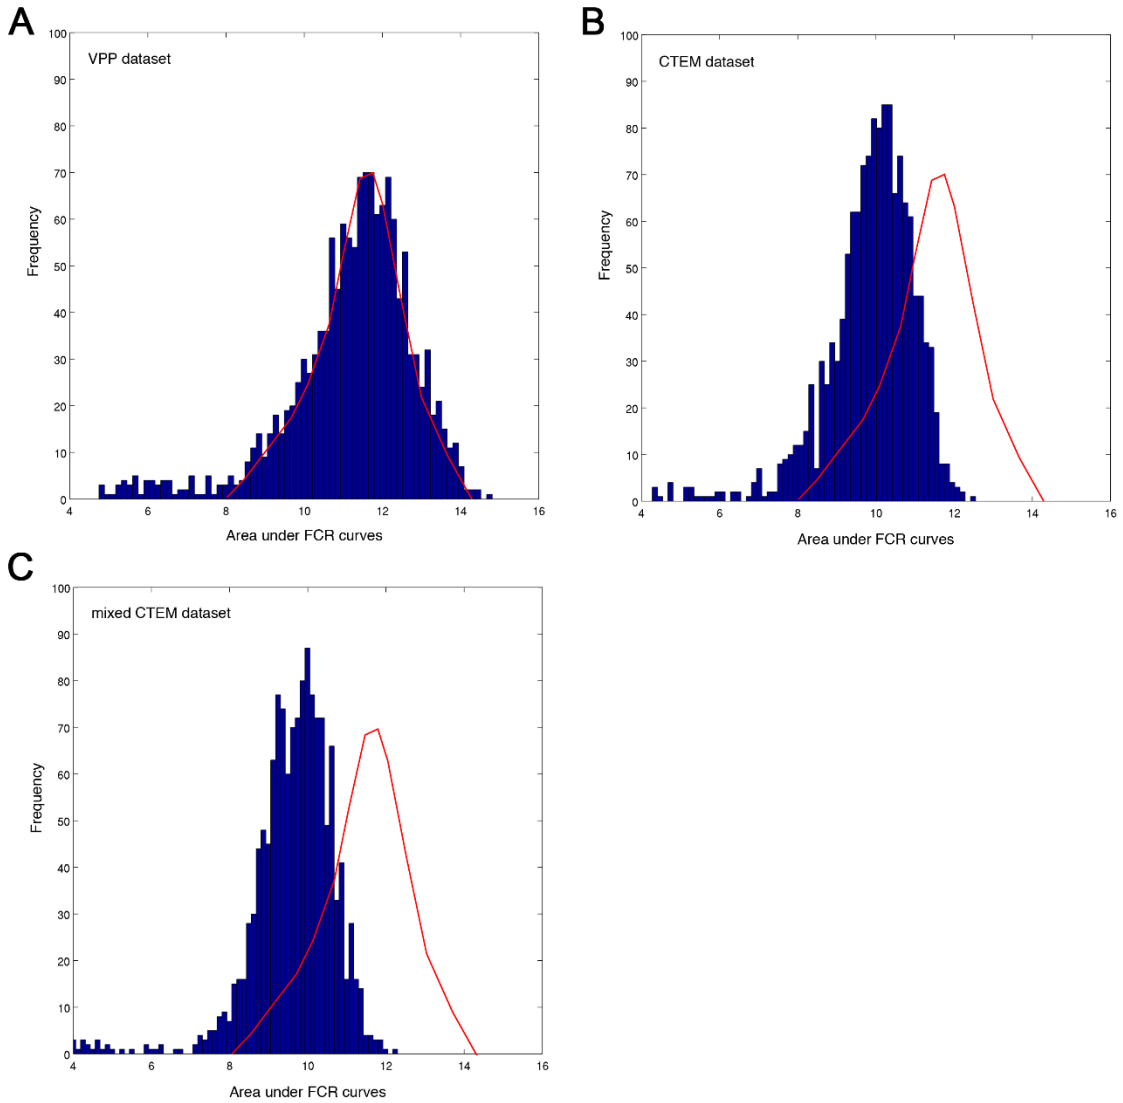 A
VPP dataset
100
90
80
70
60
50
40
30
20
10
0
4 6 8 10 12 14 16
Frequency
Area under FCR curves
B
CTEM dataset
100
90
80
70
60
50
40
30
20
10
0
4 6 8 10 12 14 16
Frequency
Area under FCR curves
C
mixed CTEM dataset
100
90
80
70
60
50
40
30
20
10
0
4 6 8 10 12 14 16
Frequency
Area under FCR curves